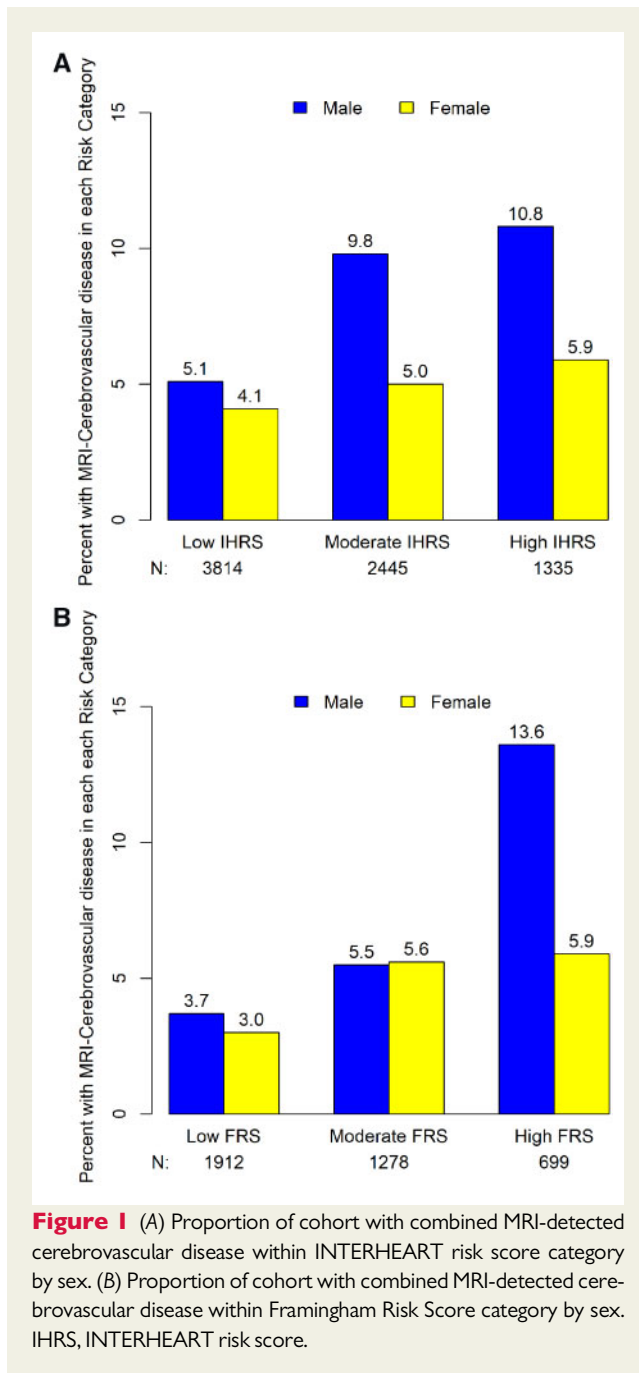 A
Percent with MRI-Cerebrovascular disease in each Risk Category
Male Female
15
10
5
0
5.1
4.1
9.8
5.0
10.8
5.9
Low IHRS Moderate IHRS High IHRS
N: 3814 2445 1335
B
Percent with MRI-Cerebrovascular disease in each each Risk Category
Male Female
15
10
5
0
3.7
3.0
5.5
5.6
13.6
5.9
Low FRS Moderate FRS High FRS
N: 1912 1278 699
Figure 1 (A) Proportion of cohort with combined MRI-detected
cerebrovascular disease within INTERHEART risk score category
by sex. (B) Proportion of cohort with combined MRI-detected cere-
brovascular disease within Framingham Risk Score category by sex.
IHRS, INTERHEART risk score.